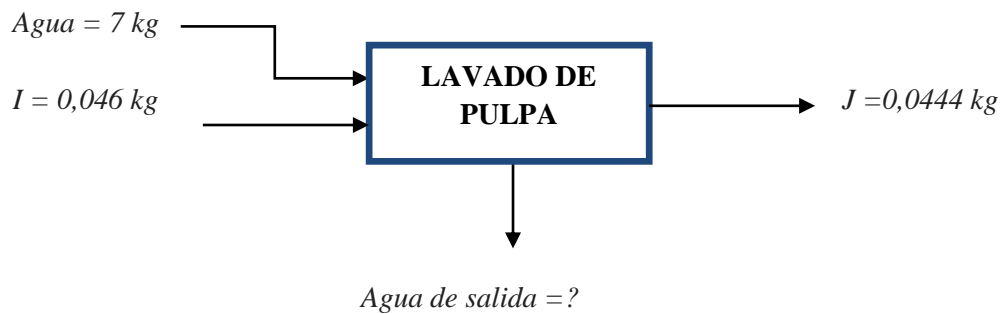 Agua = 7 kg
I = 0,046 kg
LAVADO DE
PULPA
J =0,0444 kg
Agua de salida =?